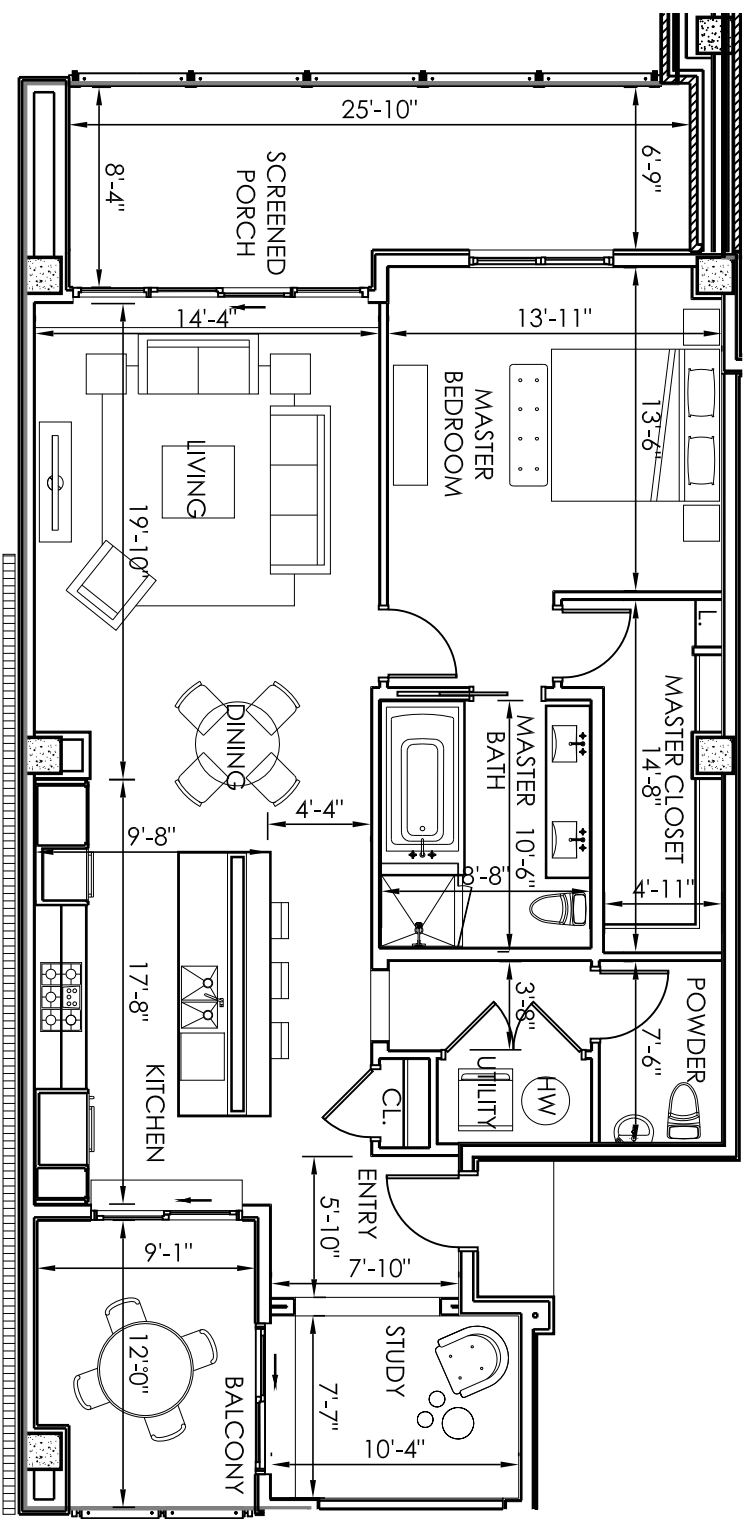 25'-10"
6'-9"
8'-4"
SCREENED
PORCH
14'-4"
13'-11"
MASTER
BEDROOM
13'-6"
LIVING
19'-10"
L.
MASTER CLOSET
14'-8"
4'-11"
DINING
MASTER
BATH
10'-6"
8'-8"
4'-4"
9'-8"
17'-8"
KITCHEN
3'-8"
POWDER
7'-6"
UTILITY
HW
CL.
ENTRY
5'-10"
7'-10"
9'-1"
12'-0"
BALCONY
STUDY
7'-7"
10'-4"